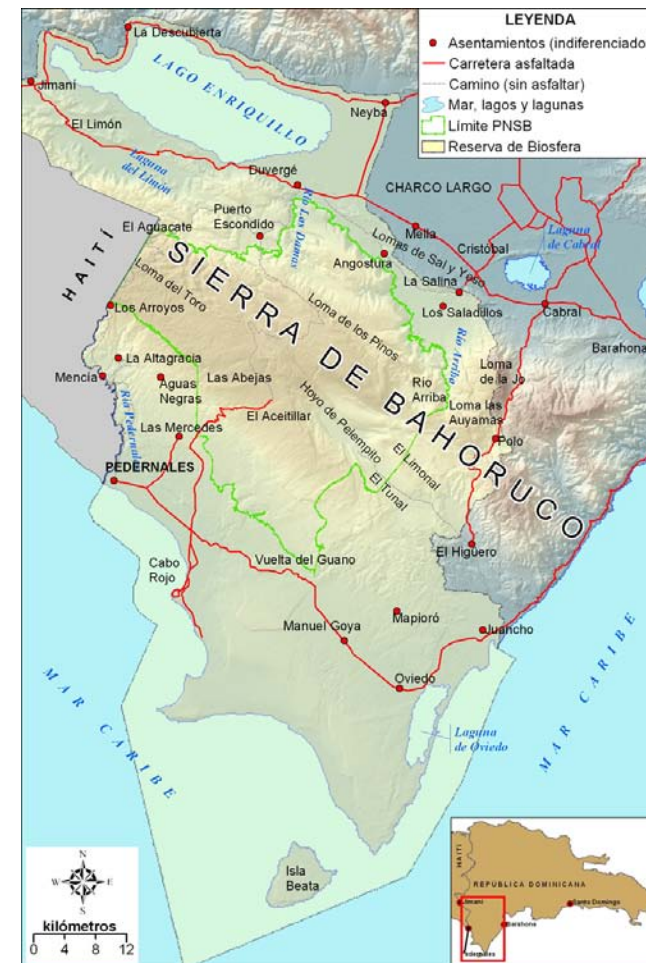 LEYENDA
Asentamientos (indiferenciado
Carretera asfaltada
Camino (sin asfaltar)
Mar, lagos y lagunas
Límite PNSB
Reserva de Biosfera
La Descubierta
LAGO ENRIQUILLO
Jimaní
Neyba
El Limón
Laguna
del Limón
Duvergé
CHARCO LARGO
Puerto
Escondido
Río Las Damas
El Aguacate
Mella
Cristóbal
Laguna
de Cabral
Lomas de Sal y Yeso
Angostura
La Salina
Los Saladillos
Cabral
Barahona
HAITÍ
SIERRA DE BAHORUCO
Loma del Toro
Loma de los Pinos
Los Arroyos
Río Arriba
La Altagracia
Mencía
Aguas
Negras
Las Abejas
Río
Arriba
Loma
de la Jo
Loma las
Auyamas
Río Pedernales
El Aceitillar
Hoyo de Pelempito
Las Mercedes
El Limonal
Polo
PEDERNALES
El Tunal
El Higuero
Cabo
Rojo
Vuelta del Guano
Mapioró
Manuel Goya
Juancho
Oviedo
Laguna
de Oviedo
MAR CARIBE
MAR CARIBE
Isla
Beata
N
W
E
S
kilómetros
0 4 8 12
HAITI
REPÚBLICA DOMINICANA
Jimaní
Santo Domingo
Barahona